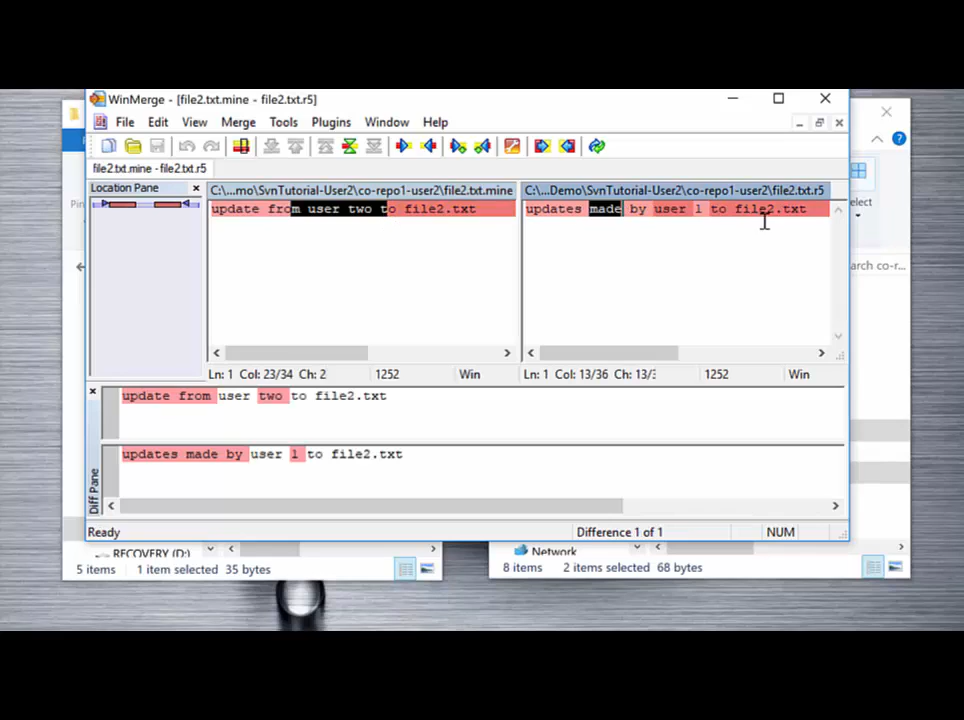 WinMerge - [file2.txt.mine - file2.txt.r5]
File Edit View Merge Tools Plugins Window Help
file2.txt.mine - file2.txt.r5
Location Pane
C:\...mo\SvnTutorial-User2\co-repo1-user2\file2.txt.mine
C:\...Demo\SvnTutorial-User2\co-repo1-user2\file2.txt.r5
update from user two to file2.txt
updates made by user 1 to file2.txt
arch co-r...
Ln: 1 Col: 23/34 Ch: 2 1252 Win
Ln: 1 Col: 13/36 Ch: 13/3 1252 Win
update from user two to file2.txt
updates made by user 1 to file2.txt
Diff Pane
Ready Difference 1 of 1 NUM
RECOVERY (D:)
Network
5 items 1 item selected 35 bytes
8 items 2 items selected 68 bytes